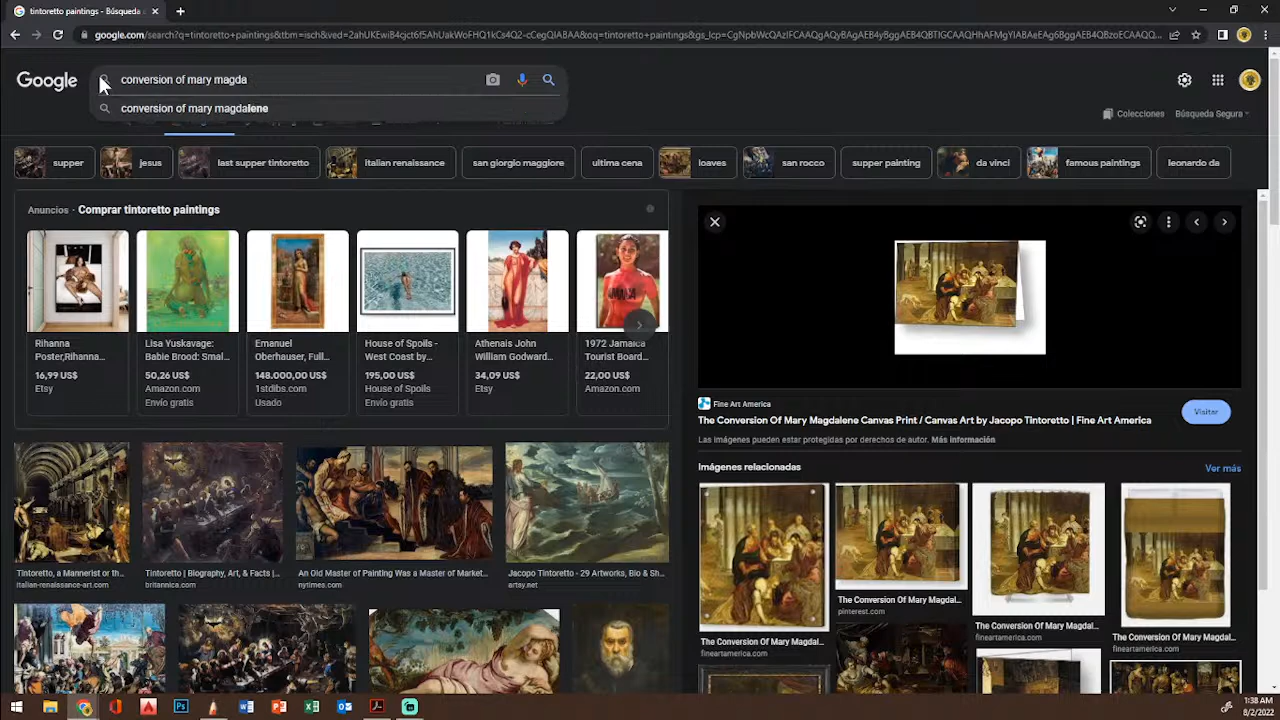 tintoretto paintings - Búsqueda
google.com/search?q=tintoretto+paintings&tbm=isch&ved=
Google
conversion of mary magda
conversion of mary magdalene
Colecciones
Búsqueda Segura
supper
jesus
last supper tintoretto
italian renaissance
san giorgio maggiore
ultima cena
loaves
san rocco
supper painting
da vinci
famous paintings
leonardo da
Anuncios · Comprar tintoretto paintings
Rihanna
Poster,Rihanna...
16,99 US$
Etsy
Lisa Yuskavage:
Babie Brood: Smal...
50,26 US$
Amazon.com
Envío gratis
Emanuel
Oberhauser, Full...
148.000,00 US$
1stdibs.com
Usado
House of Spoils -
West Coast by...
195,00 US$
House of Spoils
Envío gratis
Athenais John
William Godward...
34,09 US$
Etsy
1972 Jamaica
Tourist Board...
22,00 US$
Amazon.com
Fine Art America
Visitar
The Conversion Of Mary Magdalene Canvas Print / Canvas Art by Jacopo Tintoretto | Fine Art America
Las imágenes pueden estar protegidas por derechos de autor. Más información
Imágenes relacionadas
Ver más
Tintoretto, a Mannerist or th...
italian-renaissance-art.com
Tintoretto | Biography, Art, & Facts |...
britannica.com
An Old Master of Painting Was a Master of Market...
nytimes.com
Jacopo Tintoretto - 29 Artworks, Bio & Sh...
artsy.net
The Conversion Of Mary Magdal...
fineartamerica.com
The Conversion Of Mary Magdal...
pinterest.com
The Conversion Of Mary Magdal...
fineartamerica.com
The Conversion Of Mary Magdal...
fineartamerica.com
1:38 AM
8/2/2022